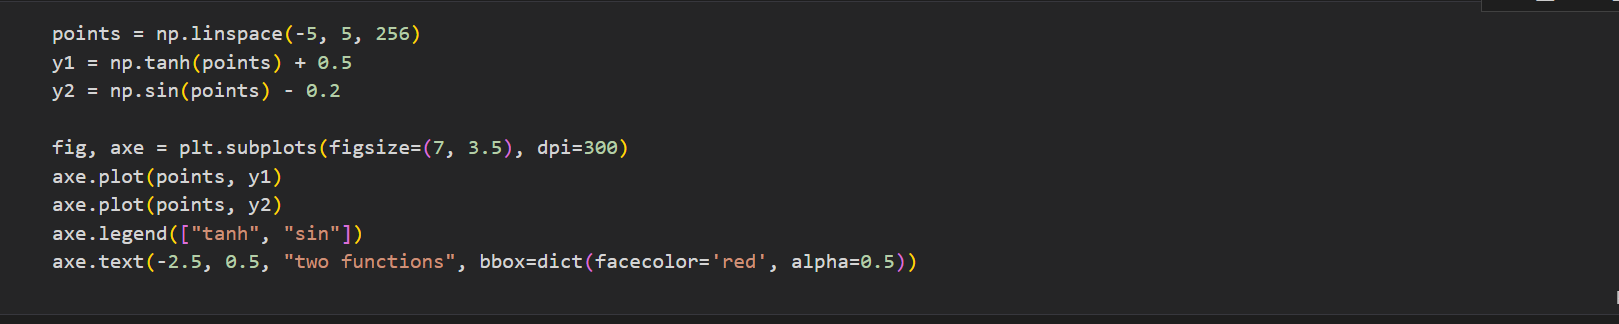 points = np.linspace(-5, 5, 256)
y1 = np.tanh(points) + 0.5
y2 = np.sin(points) - 0.2
fig, axe = plt.subplots(figsize=(7, 3.5), dpi=300)
axe.plot(points, y1)
axe.plot(points, y2)
axe.legend(["tanh", "sin"])
axe.text(-2.5, 0.5, "two functions", bbox=dict(facecolor='red', alpha=0.5))